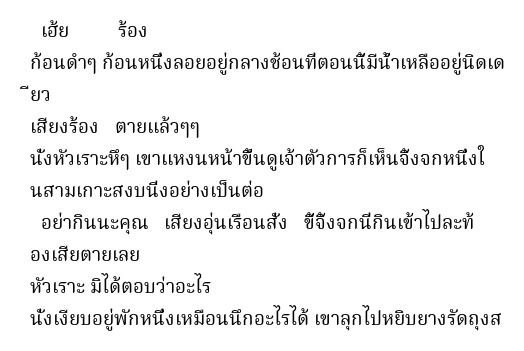 เฮ้ย ร้อง
ก้อนดำๆ ก้อนหนึ่งลอยอยู่กลางช้อนที่ตอนนี้มีน้ำเหลืออยู่นิดเด
ียว
เสียงร้อง ตายแล้วๆๆ
นั่งหัวเราะหึๆ เขาแหงนหน้าขึ้นดูเจ้าตัวการก็เห็นจิ้งจกหนึ่งใ
นสามเกาะสงบนิ่งอย่างเป็นต่อ
อย่ากินนะคุณ เสียงอุ่นเรือนสั่ง ขี้จิ้งจกนี่กินเข้าไปละท้
องเสียตายเลย
หัวเราะ มิได้ตอบว่าอะไร
นั่งเงียบอยู่พักหนึ่งเหมือนนึกอะไรได้ เขาลุกไปหยิบยางรัดถุงส